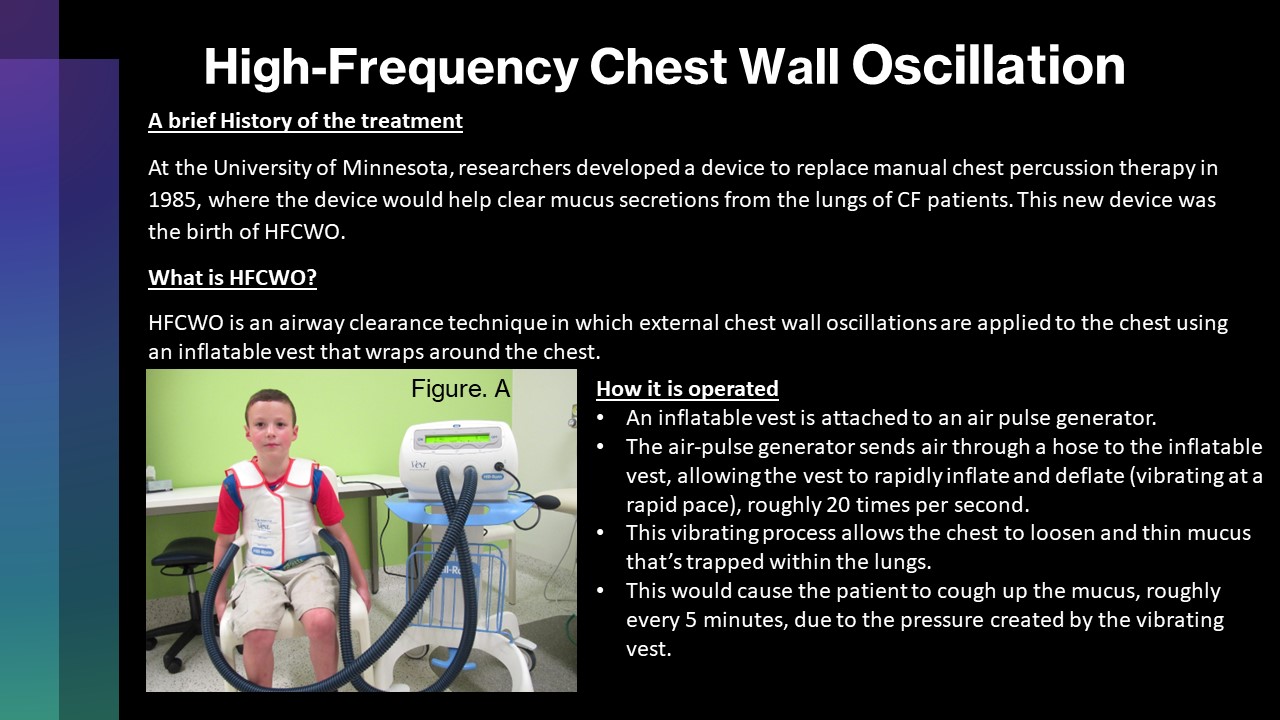 High-Frequency Chest Wall Oscillation
A brief History of the treatment
At the University of Minnesota, researchers developed a device to replace manual chest percussion therapy in
1985, where the device would help clear mucus secretions from the lungs of CF patients. This new device was
the birth of HFCWO.
What is HFCWO?
HFCWO is an airway clearance technique in which external chest wall oscillations are applied to the chest using
an inflatable vest that wraps around the chest.
Figure. A
Vest
Hill-Rom
Vest
Hill-Rom
ill-Ro
How it is operated
• An inflatable vest is attached to an air pulse generator.
• The air-pulse generator sends air through a hose to the inflatable
vest, allowing the vest to rapidly inflate and deflate (vibrating at a
rapid pace), roughly 20 times per second.
• This vibrating process allows the chest to loosen and thin mucus
that’s trapped within the lungs.
• This would cause the patient to cough up the mucus, roughly
every 5 minutes, due to the pressure created by the vibrating
vest.